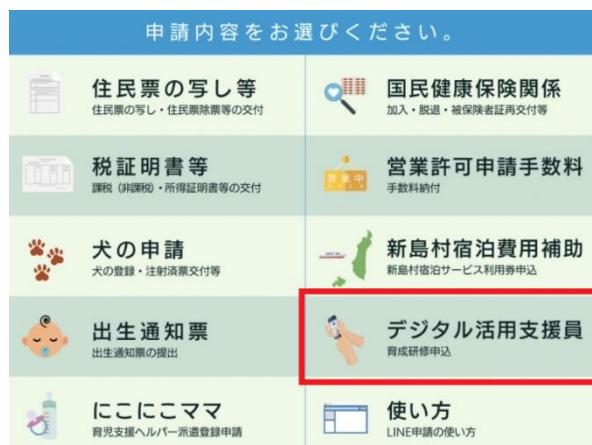 申請内容をお選びください。
住民票の写し等
住民票の写し・住民票除票等の交付
国民健康保険関係
加入・脱退・被保険者証再交付等
税証明書等
課税(非課税)・所得証明書等の交付
営業中
営業許可申請手数料
手数料納付
犬の申請
犬の登録・注射済票交付等
新島村宿泊費用補助
新島村宿泊サービス利用券申込
出生通知票
出生通知票の提出
デジタル活用支援員
育成研修申込
にこにこママ
育児支援ヘルパー派遣登録申請
使い方
LINE申請の使い方